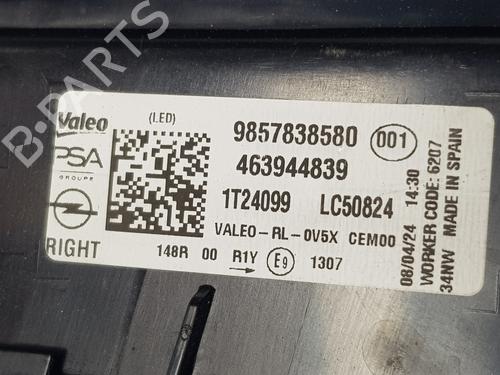 Valeo (LED) 9857838580 001
PSA 463944839
GROUPE
1T24099 LC50824
VALEO-RL-0V5X CEM00
RIGHT 148R 00 R1Y E9 1307
08/04/24 14:30
WORKER CODE: 6207
34NW MADE IN SPAIN
B-PARTS